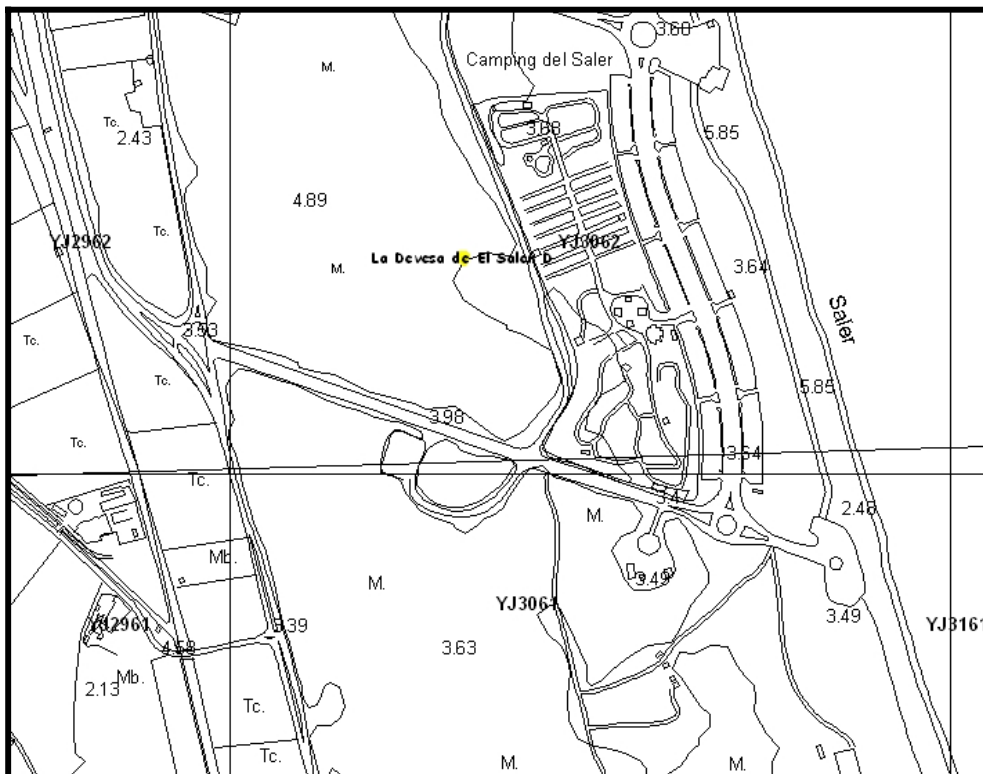 3.60
Camping del Saler
M.
Tc.
2.43
3.68
5.85
4.89
Tc.
YJ2962
YJ3062
La Devesa de El Saler D
M.
3.64
Saler
3.53
Tc.
Tc.
5.85
3.98
Tc.
3.64
Tc.
3.47
2.48
M.
Mb.
M.
3.49
YJ3061
3.49
YJ2961
3.39
YJ3161
4.58
3.63
Mb.
2.13
Tc.
Tc.
M.
M.